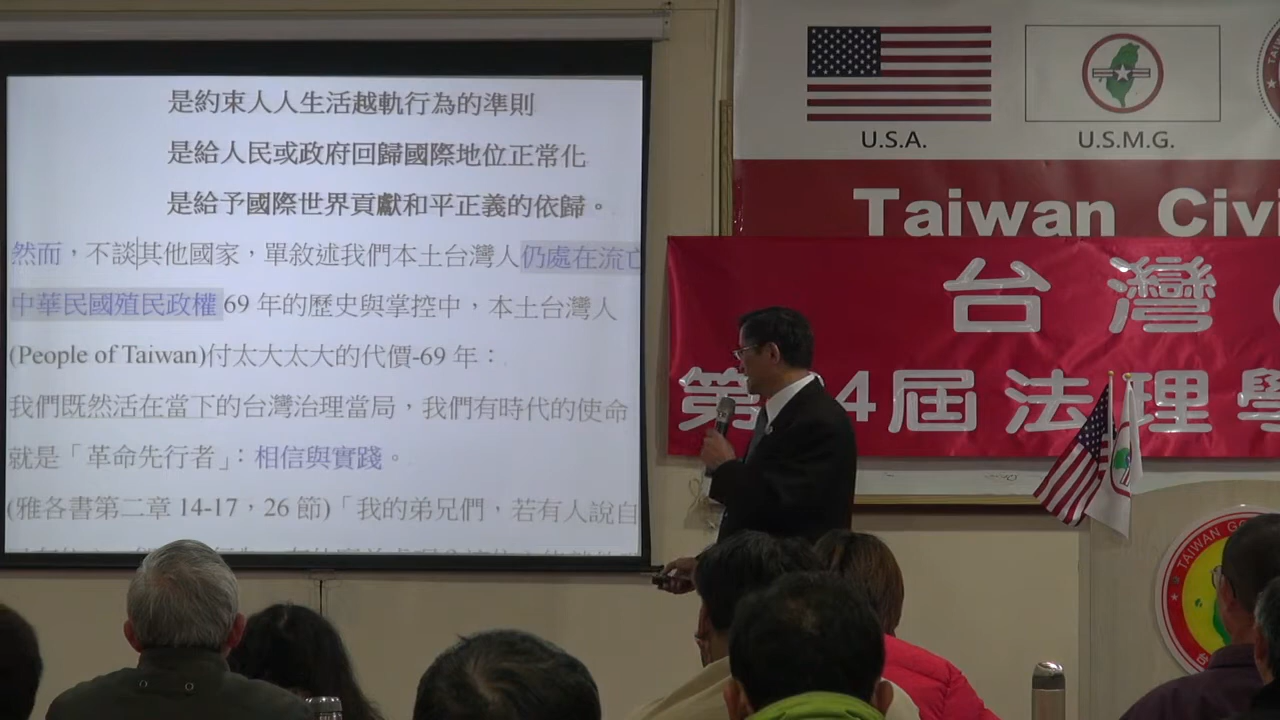 是約束人人生活越軌行為的準則
是給人民或政府回歸國際地位正常化
是給予國際世界貢獻和平正義的依歸。
然而，不談其他國家，單敘述我們本土台灣人仍處在流亡
中華民國殖民政權 69 年的歷史與掌控中，本土台灣人
(People of Taiwan)付太大太大的代價-69 年：
我們既然活在當下的台灣治理當局，我們有時代的使命
就是「革命先行者」：相信與實踐。
(雅各書第二章 14-17，26 節)「我的弟兄們，若有人說自
U.S.A.
U.S.M.G.
Taiwan Civi
台灣
第 4屆法理學
TAIWAN GO